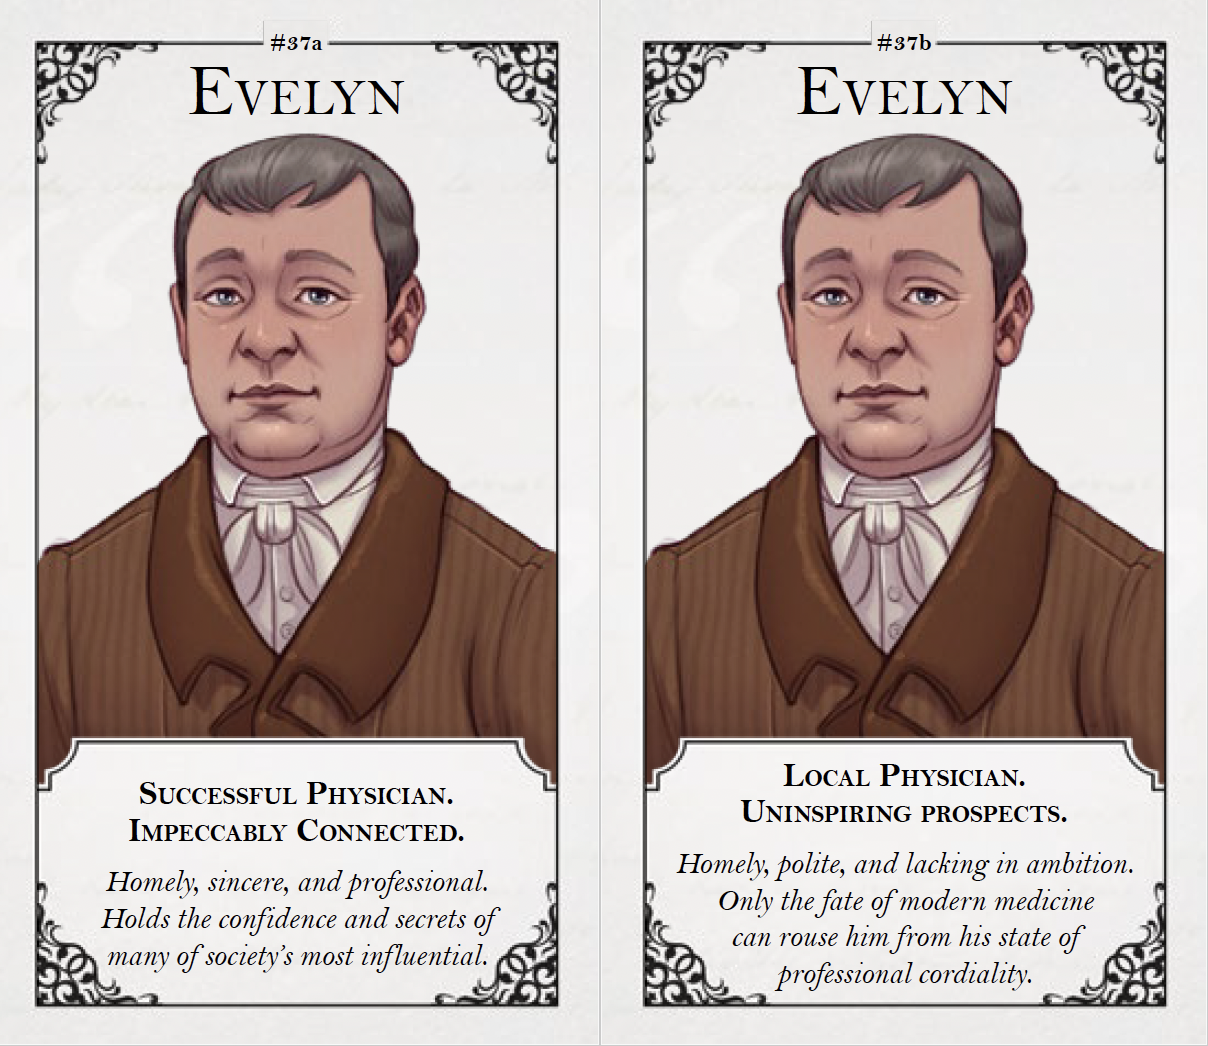 #37a
Evelyn
Successful Physician.
Impeccably Connected.
Homely, sincere, and professional.
Holds the confidence and secrets of
many of society's most influential.
#37b
Evelyn
Local Physician.
Uninspiring prospects.
Homely, polite, and lacking in ambition.
Only the fate of modern medicine
can rouse him from his state of
professional cordiality.